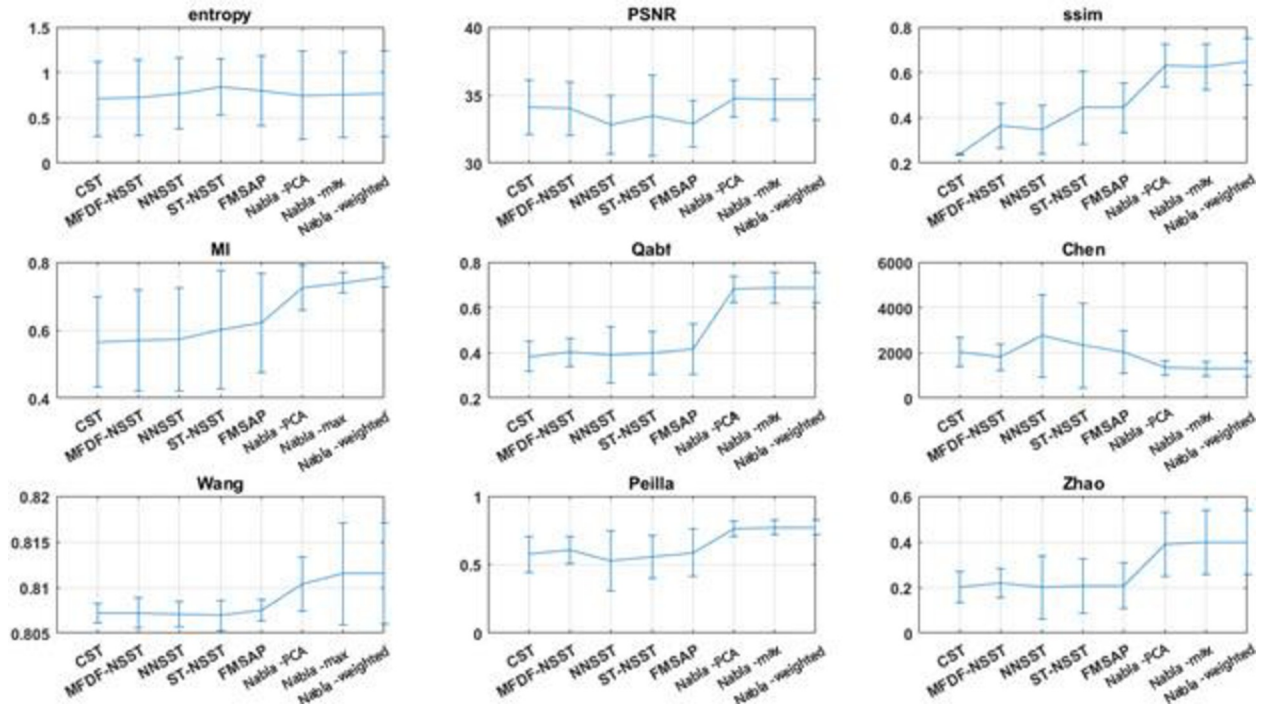 entropy
1.5
1
0.5
0
CST
MFDF-NSST
NNSST
ST-NSST
FMSAP
Nabla -PCA
Nabla -max
Nabla -weighted
PSNR
40
35
30
CST
MFDF-NSST
NNSST
ST-NSST
FMSAP
Nabla -PCA
Nabla -max
Nabla -weighted
ssim
0.8
0.6
0.4
0.2
CST
MFDF-NSST
NNSST
ST-NSST
FMSAP
Nabla -PCA
Nabla -max
Nabla -weighted
MI
0.8
0.6
0.4
CST
MFDF-NSST
NNSST
ST-NSST
FMSAP
Nabla -PCA
Nabla -max
Nabla -weighted
Qabf
0.8
0.6
0.4
0.2
CST
MFDF-NSST
NNSST
ST-NSST
FMSAP
Nabla -PCA
Nabla -max
Nabla -weighted
Chen
6000
4000
2000
0
CST
MFDF-NSST
NNSST
ST-NSST
FMSAP
Nabla -PCA
Nabla -max
Nabla -weighted
Wang
0.82
0.815
0.81
0.805
CST
MFDF-NSST
NNSST
ST-NSST
FMSAP
Nabla -PCA
Nabla -max
Nabla -weighted
Peilla
1
0.5
0
CST
MFDF-NSST
NNSST
ST-NSST
FMSAP
Nabla -PCA
Nabla -max
Nabla -weighted
Zhao
0.6
0.4
0.2
0
CST
MFDF-NSST
NNSST
ST-NSST
FMSAP
Nabla -PCA
Nabla -max
Nabla -weighted